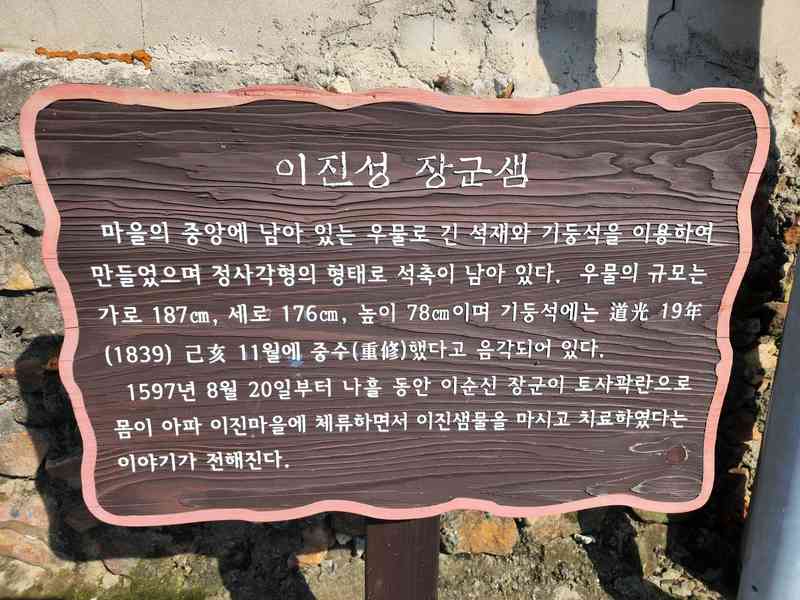 이진성 장군샘
마을의 중앙에 남아 있는 우물로 긴 석재와 기둥석을 이용하여
만들었으며 정사각형의 형태로 석축이 남아 있다. 우물의 규모는
가로 187㎝, 세로 176㎝, 높이 78㎝이며 기둥석에는 道光 19年
(1839) 己亥 11월에 중수(重修)했다고 음각되어 있다.
1597년 8월 20일부터 나흘 동안 이순신 장군이 토사곽란으로
몸이 아파 이진마을에 체류하면서 이진샘물을 마시고 치료하였다는
이야기가 전해진다.